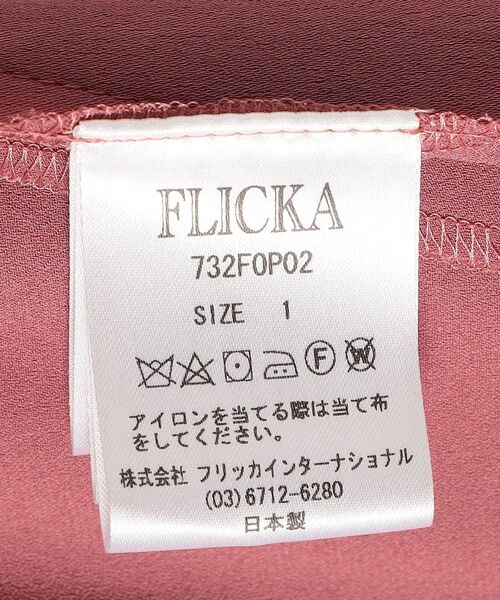 FLICKA
732F0P02
SIZE 1
F W
アイロンを当てる際は当て布
をしてください。
株式会社 フリッカインターナショナル
(03)6712-6280
日本製